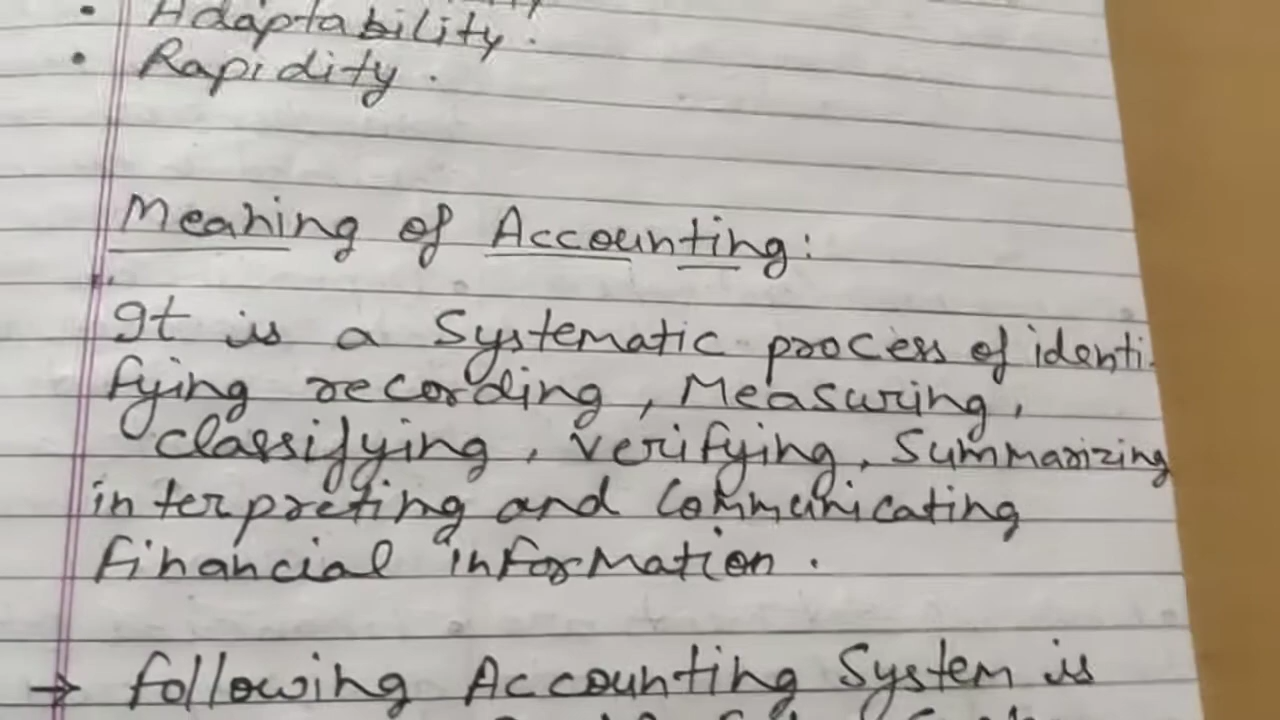 • Adaptability.
• Rapidity.
Meaning of Accounting:
It is a Systematic process of identi-
fying recording, Measuring,
classifying, verifying, Summarizing
interpreting and Communicating
financial information.
→ following Accounting System is